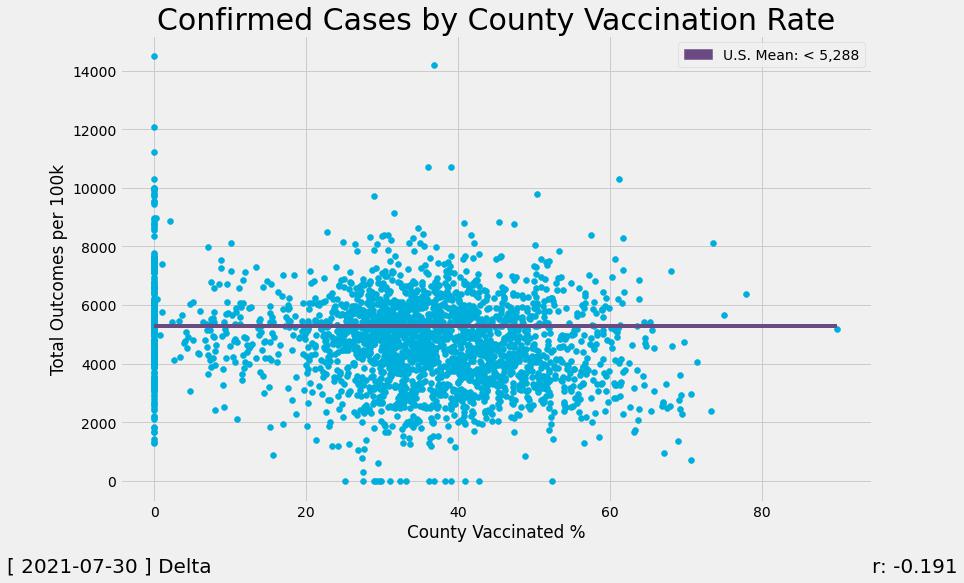 Confirmed Cases by County Vaccination Rate
U.S. Mean: < 5,288
Total Outcomes per 100k
14000
12000
10000
8000
6000
4000
2000
0
0 20 40 60 80
County Vaccinated %
[ 2021-07-30 ] Delta
r: -0.191